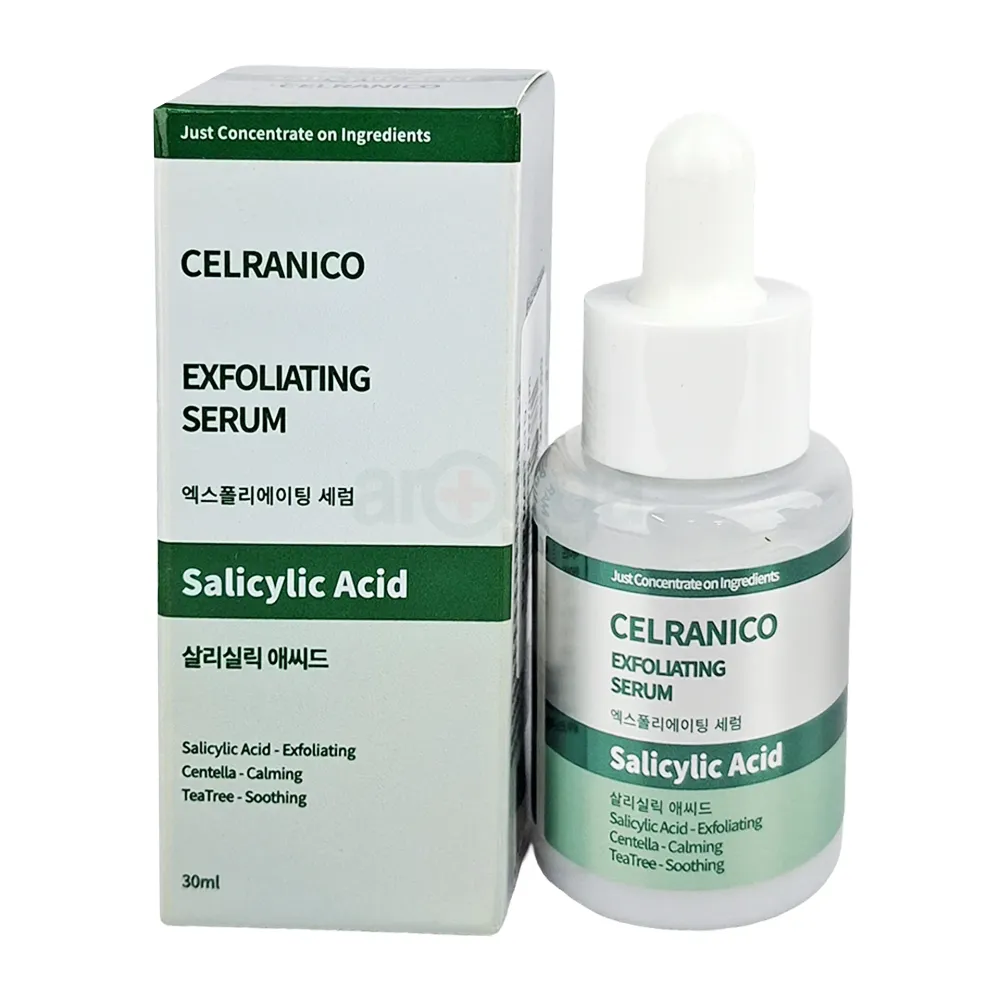 CELRANICO
Just Concentrate on Ingredients
CELRANICO
EXFOLIATING
SERUM
엑스폴리에이팅 세럼
Salicylic Acid
살리실릭 애씨드
Salicylic Acid - Exfoliating
Centella - Calming
TeaTree - Soothing
30ml
Just Concentrate on Ingredients
CELRANICO
EXFOLIATING
SERUM
엑스폴리에이팅 세럼
Salicylic Acid
살리실릭 애씨드
Salicylic Acid - Exfoliating
Centella - Calming
TeaTree - Soothing